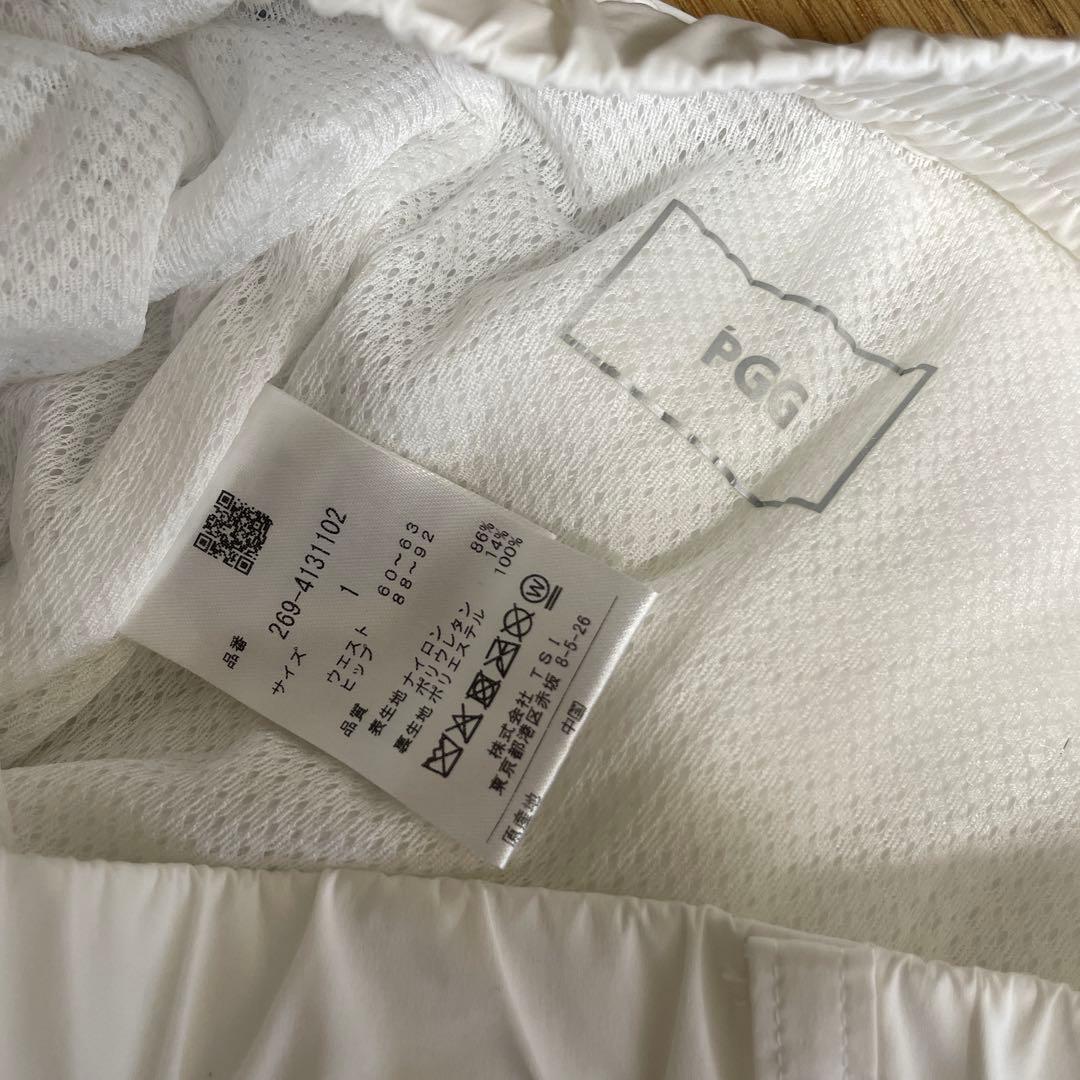 PGG
品番
269-4131102
サイズ 1
ウエスト 60～63
ヒップ 88～92
品質
表生地 ナイロン 86%
ポリウレタン 14%
裏生地 ポリエステル 100%
W
株式会社 TSI
東京都港区赤坂 8-5-26
原産地 中国